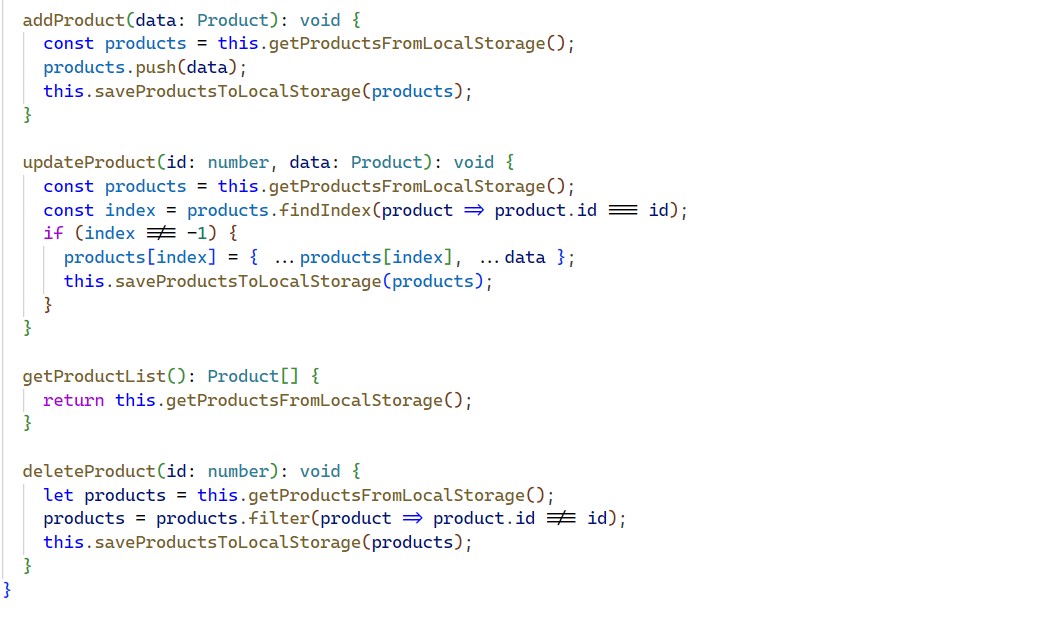 addProduct(data: Product): void {
const products = this.getProductsFromLocalStorage();
products.push(data);
this.saveProductsToLocalStorage(products);
}
updateProduct(id: number, data: Product): void {
const products = this.getProductsFromLocalStorage();
const index = products.findIndex(product => product.id === id);
if (index !== -1) {
products[index] = { ...products[index], ...data };
this.saveProductsToLocalStorage(products);
}
}
getProductList(): Product[] {
return this.getProductsFromLocalStorage();
}
deleteProduct(id: number): void {
let products = this.getProductsFromLocalStorage();
products = products.filter(product => product.id !== id);
this.saveProductsToLocalStorage(products);
}
}